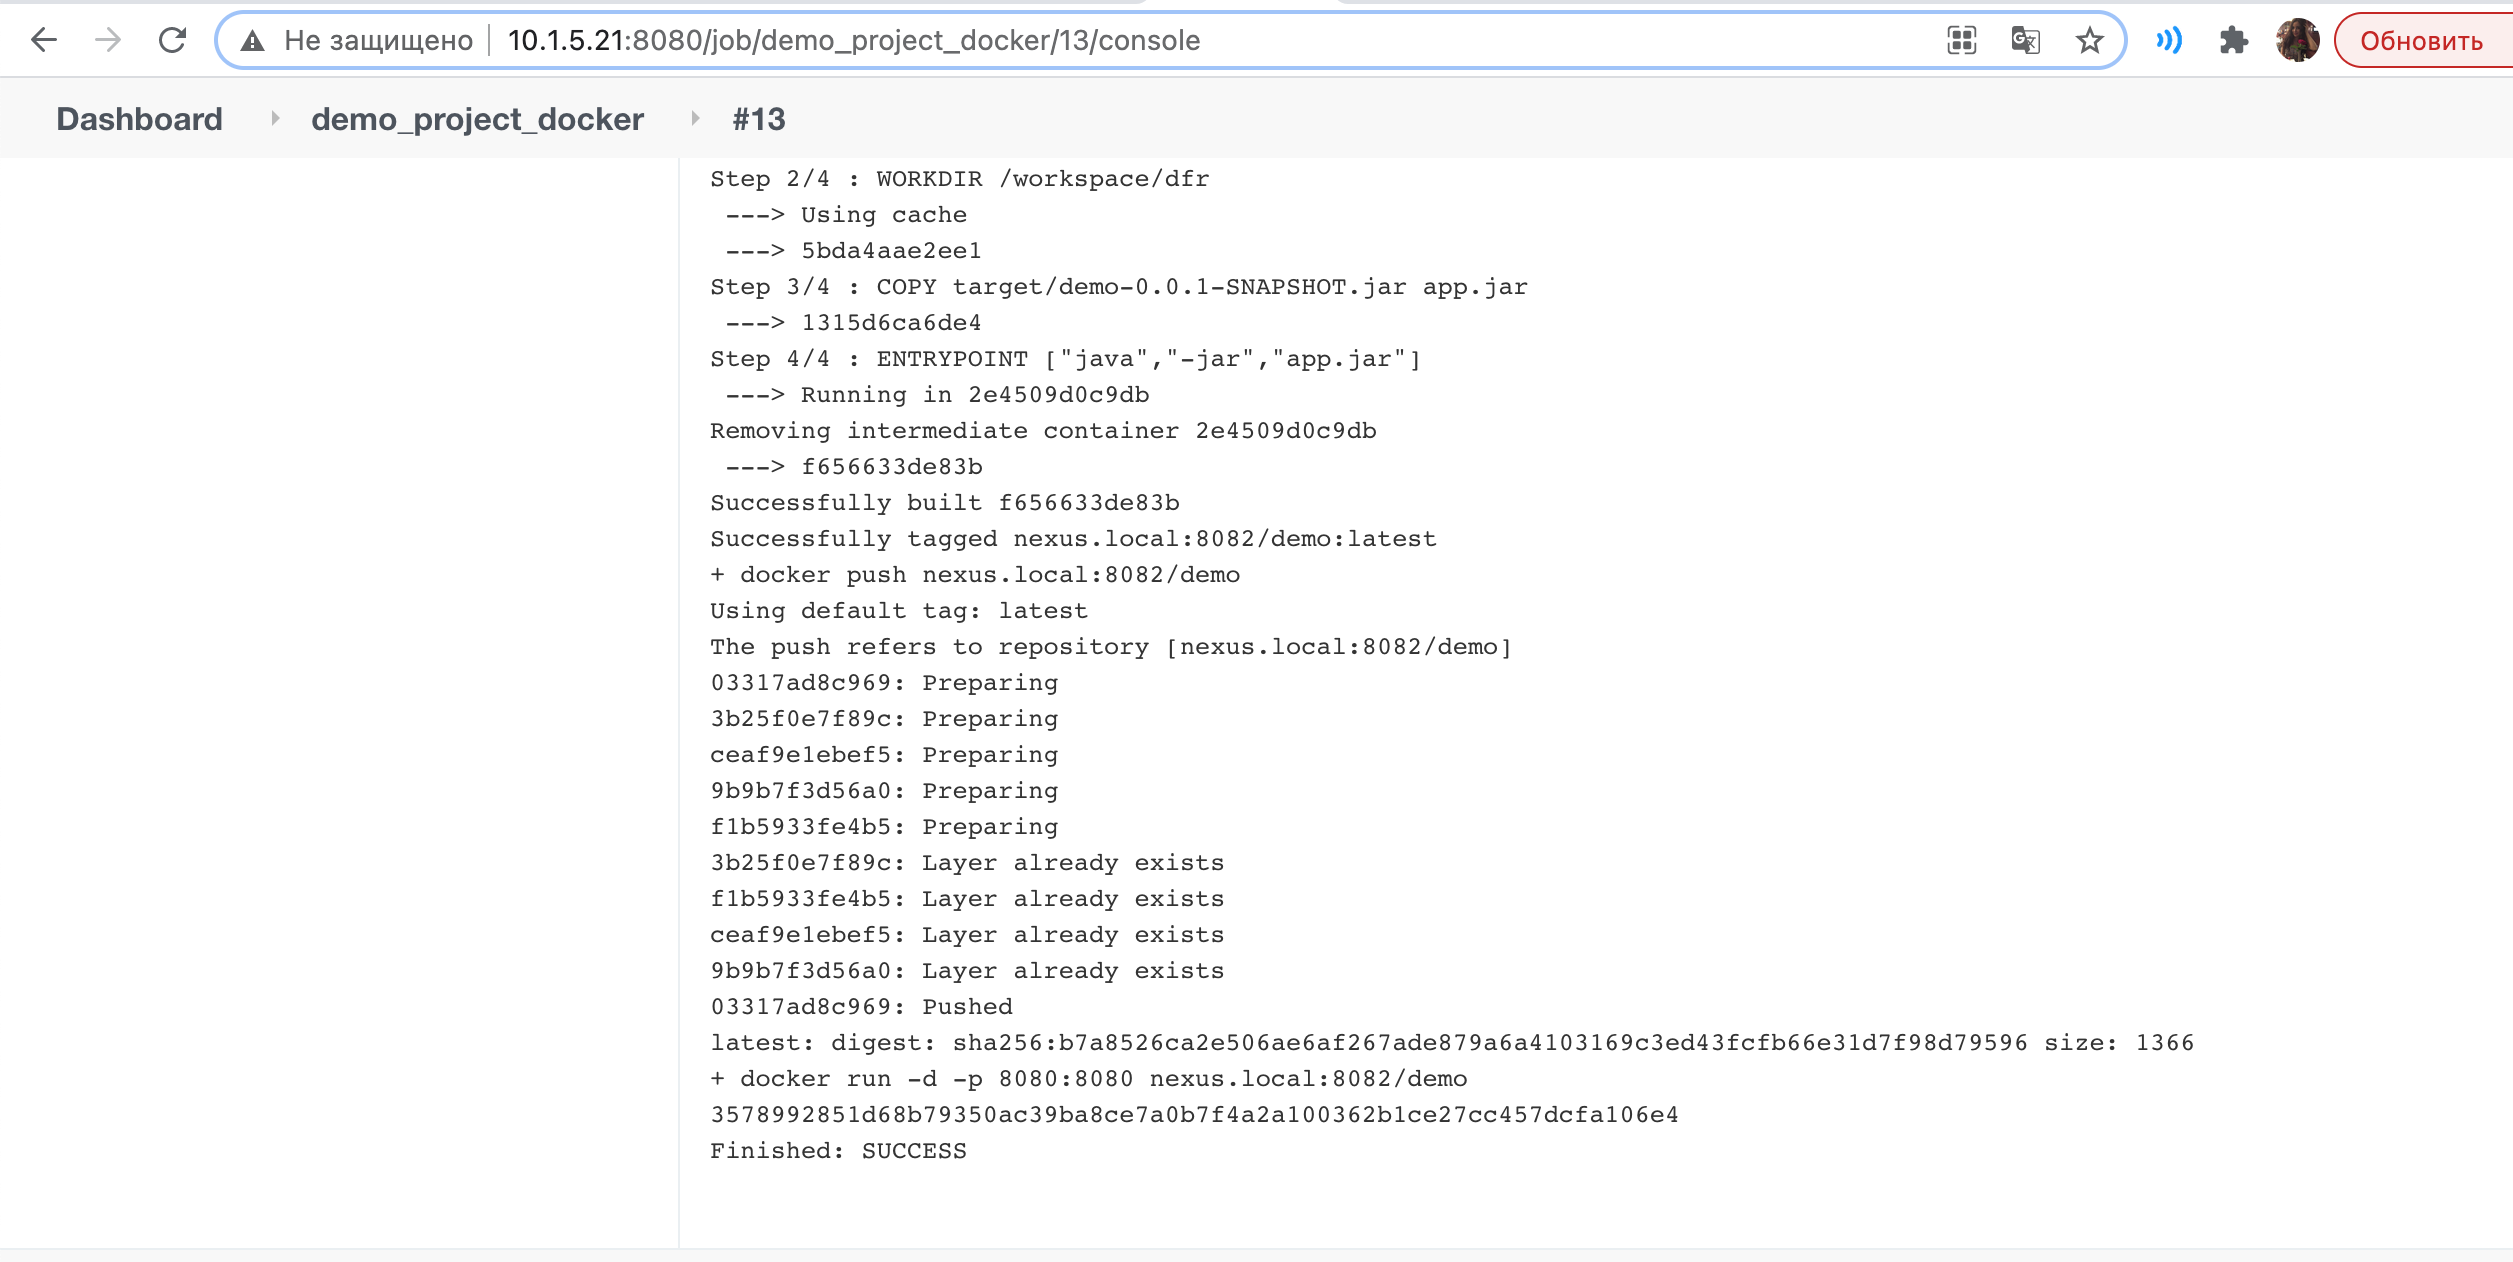 Не защищено 10.1.5.21:8080/job/demo_project_docker/13/console Обновить
Dashboard demo_project_docker #13
Step 2/4 : WORKDIR /workspace/dfr
---> Using cache
---> 5bda4aae2ee1
Step 3/4 : COPY target/demo-0.0.1-SNAPSHOT.jar app.jar
---> 1315d6ca6de4
Step 4/4 : ENTRYPOINT ["java","-jar","app.jar"]
---> Running in 2e4509d0c9db
Removing intermediate container 2e4509d0c9db
---> f656633de83b
Successfully built f656633de83b
Successfully tagged nexus.local:8082/demo:latest
+ docker push nexus.local:8082/demo
Using default tag: latest
The push refers to repository [nexus.local:8082/demo]
03317ad8c969: Preparing
3b25f0e7f89c: Preparing
ceaf9e1ebef5: Preparing
9b9b7f3d56a0: Preparing
f1b5933fe4b5: Preparing
3b25f0e7f89c: Layer already exists
f1b5933fe4b5: Layer already exists
ceaf9e1ebef5: Layer already exists
9b9b7f3d56a0: Layer already exists
03317ad8c969: Pushed
latest: digest: sha256:b7a8526ca2e506ae6af267ade879a6a4103169c3ed43fcfb66e31d7f98d79596 size: 1366
+ docker run -d -p 8080:8080 nexus.local:8082/demo
3578992851d68b79350ac39ba8ce7a0b7f4a2a100362b1ce27cc457dcfa106e4
Finished: SUCCESS